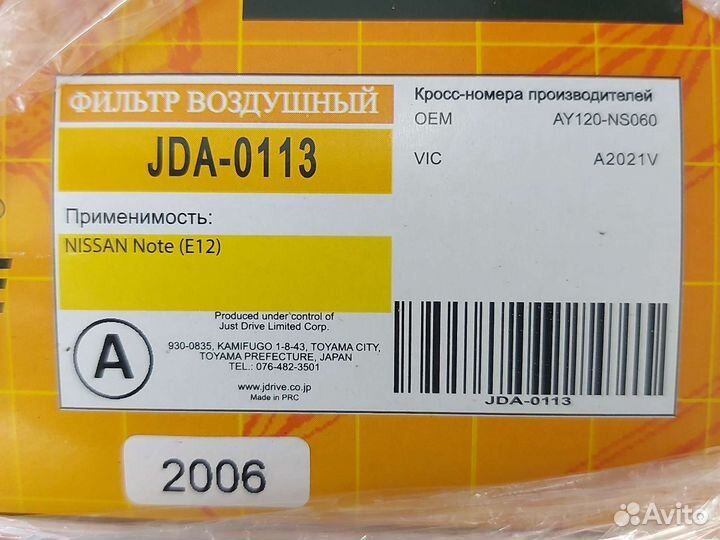 ФИЛЬТР ВОЗДУШНЫЙ
JDA-0113
Применимость:
NISSAN Note (E12)
Кросс-номера производителей
OEM AY120-NS060
VIC A2021V
A
Produced under control of
Just Drive Limited Corp.
930-0835, KAMIFUGO 1-8-43, TOYAMA CITY,
TOYAMA PREFECTURE, JAPAN
TEL.: 076-482-3501
www.jdrive.co.jp
Made in PRC
JDA-0113
2006
Avito